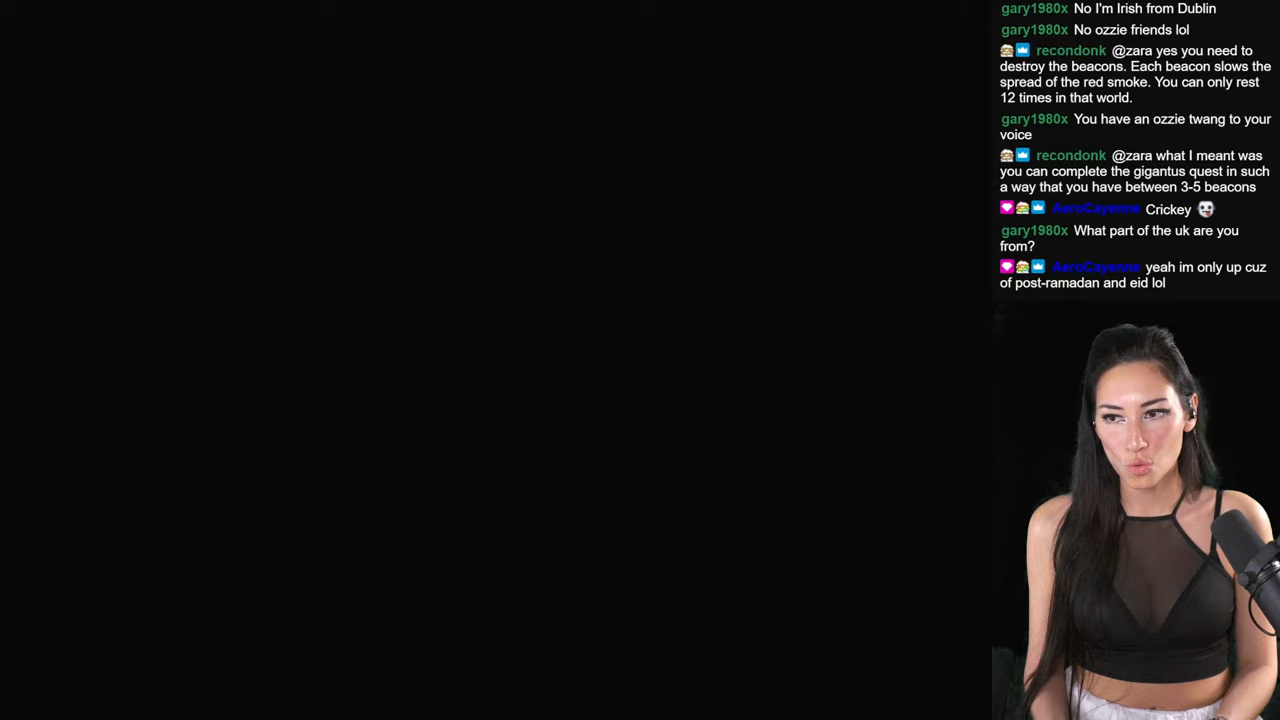 gary1980x No I'm Irish from Dublin
gary1980x No ozzie friends lol
recondonk @zara yes you need to
destroy the beacons. Each beacon slows the
spread of the red smoke. You can only rest
12 times in that world.
gary1980x You have an ozzie twang to your
voice
recondonk @zara what I meant was
you can complete the gigantus quest in such
a way that you have between 3-5 beacons
AeroCayenne Crickey
gary1980x What part of the uk are you
from?
AeroCayenne yeah im only up cuz
of post-ramadan and eid lol